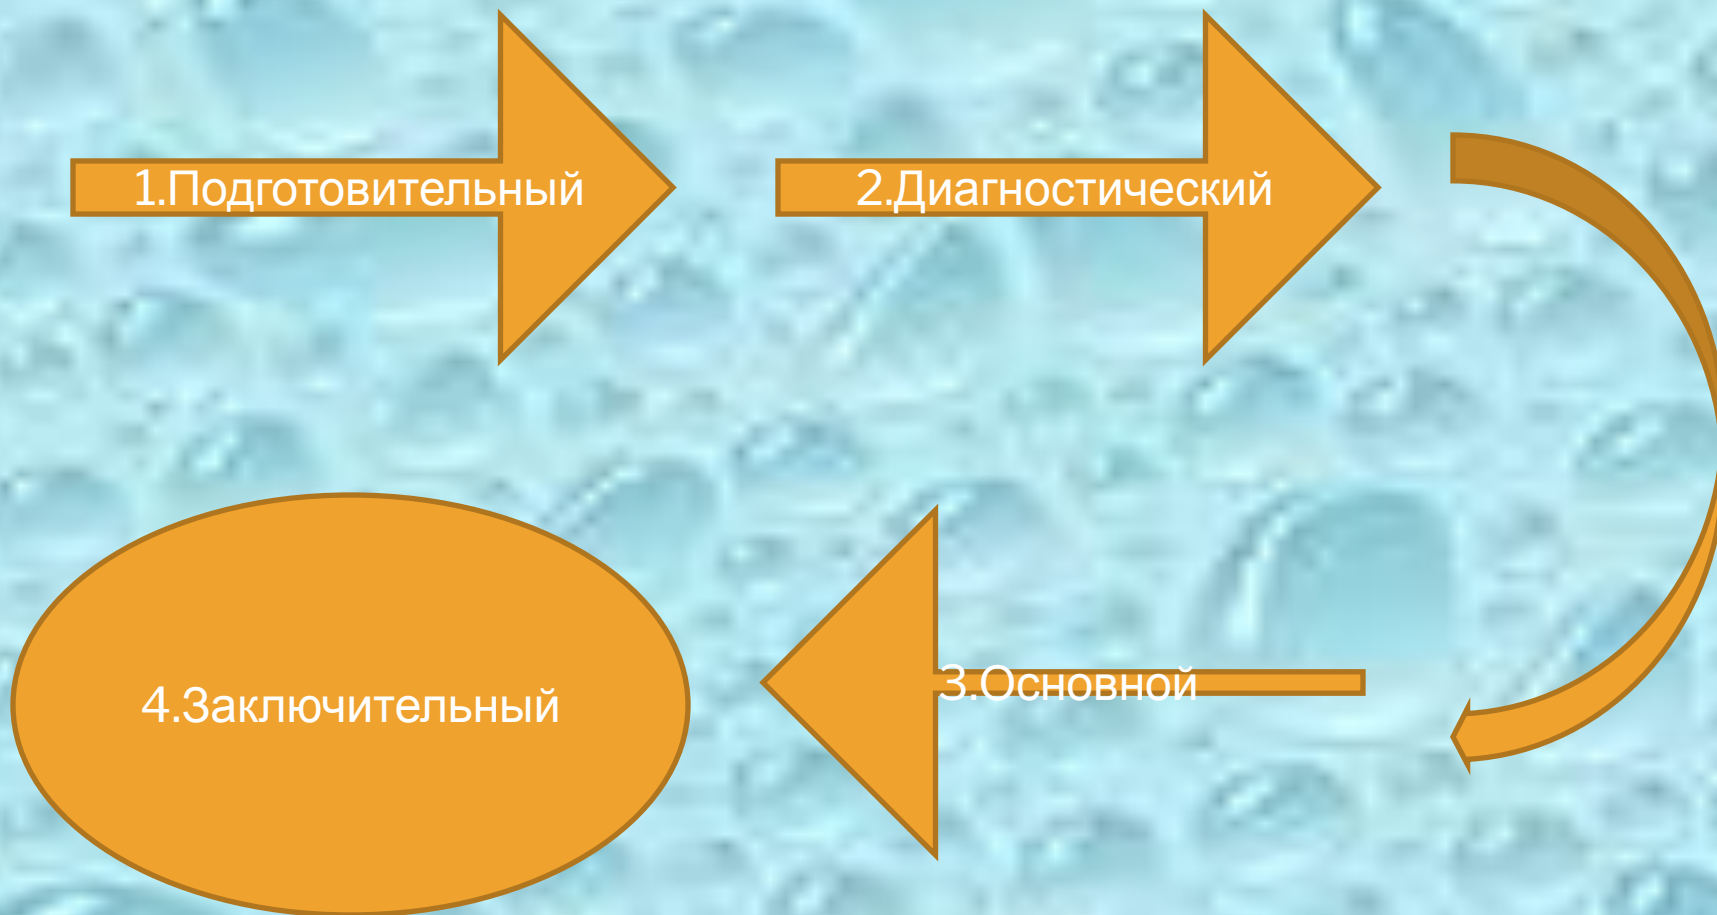 1.Подготовительный
2.Диагностический
3.Основной
4.Заключительный